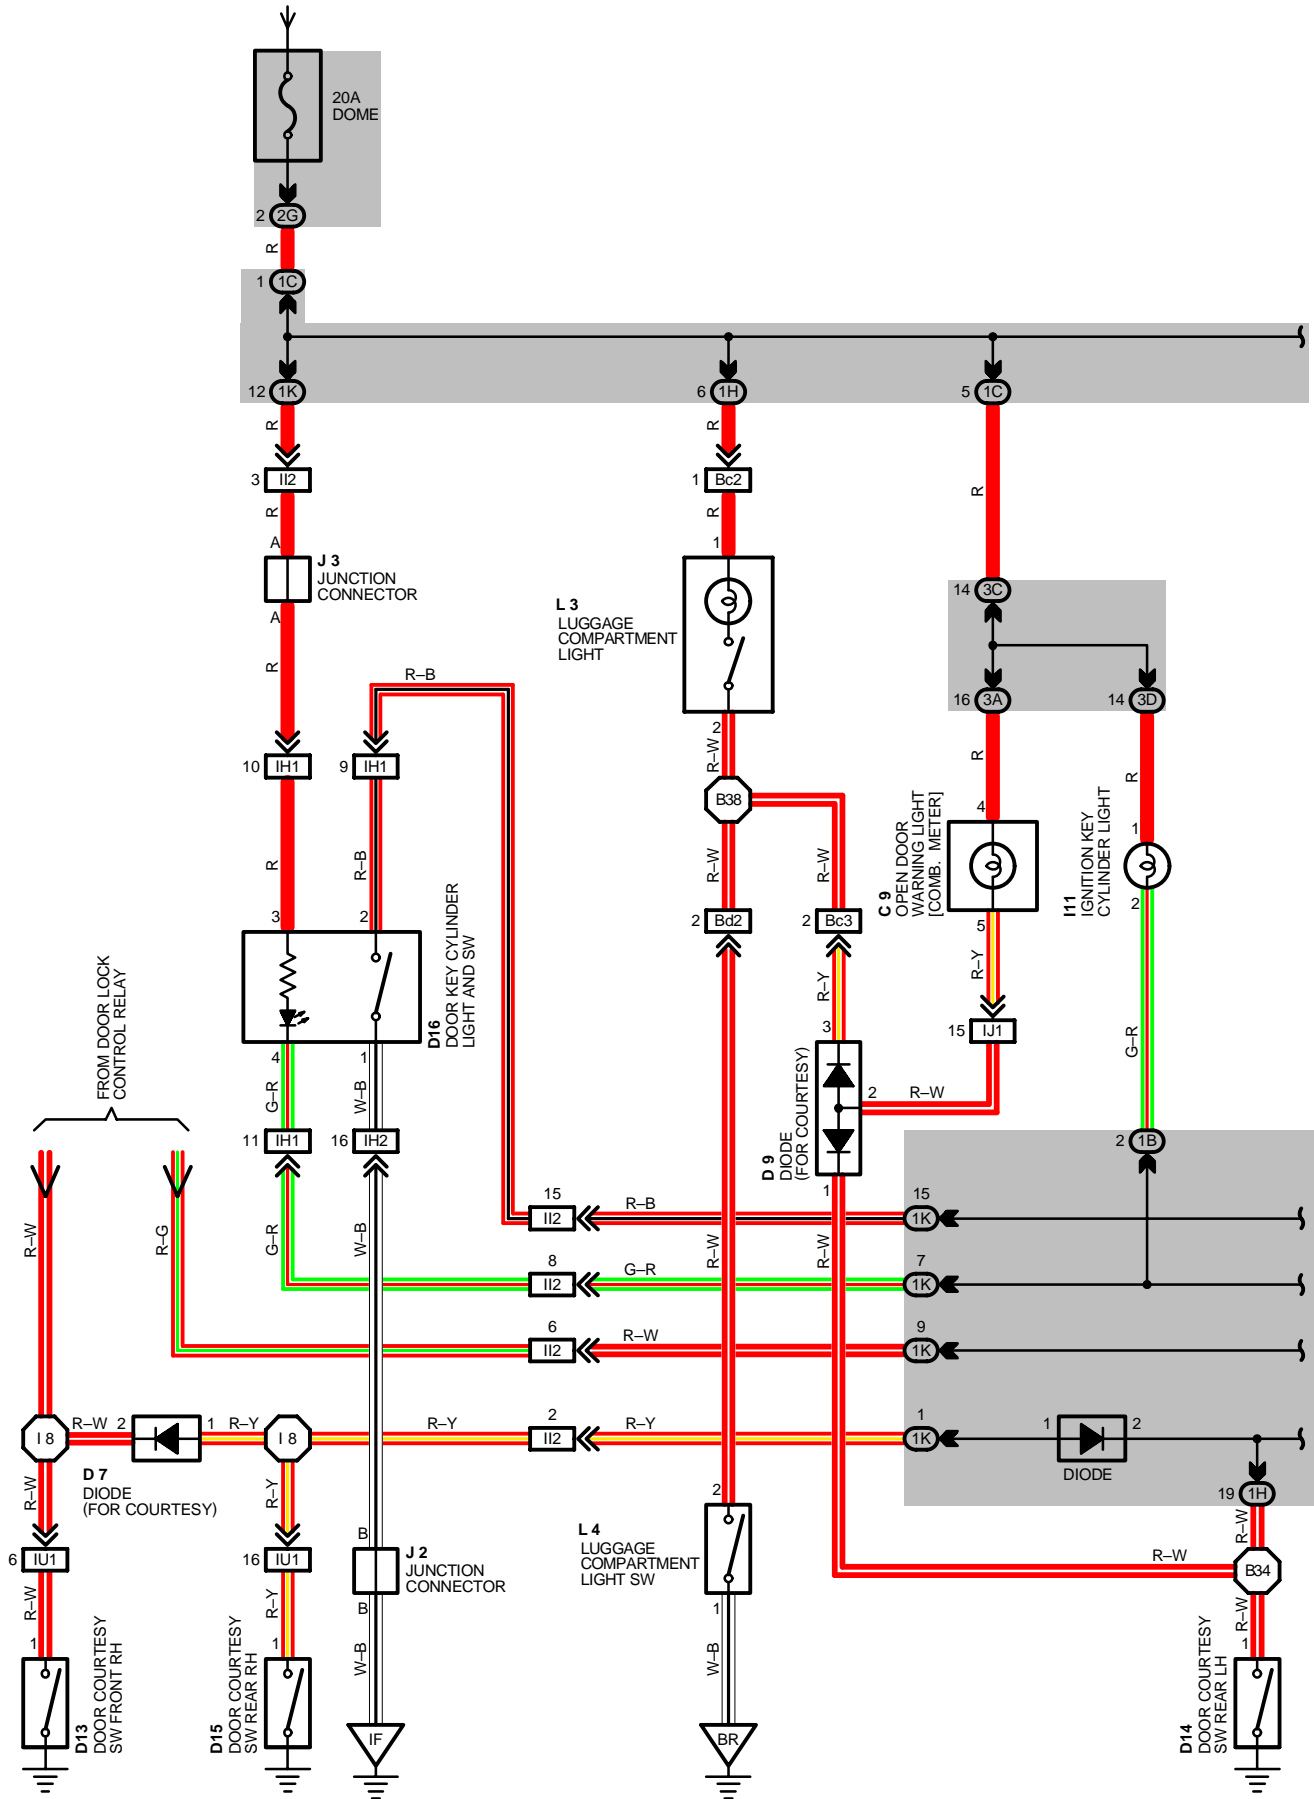 20A
DOME
2 2G
R
1 1C
12 1K
6 1H
5 1C
R
R
R
3 II2
1 Bc2
R
R
A
1
J 3
JUNCTION
CONNECTOR
A
14 3C
L 3
LUGGAGE
COMPARTMENT
LIGHT
R
R–B
16 3A
14 3D
2
R–W
R
R
10 IH1
9 IH1
B38
4
1
R
R–B
R–W
R–W
C 9
OPEN DOOR
WARNING LIGHT
[COMB. METER]
I11
IGNITION KEY
CYLINDER LIGHT
3
2
2 Bd2
2 Bc3
5
2
R–Y
R–Y
D16
DOOR KEY CYLINDER
LIGHT AND SW
FROM DOOR LOCK
CONTROL RELAY
3
15 IJ1
G–R
4
1
2
R–W
G–R
W–B
11 IH1
16 IH2
D 9
DIODE
(FOR COURTESY)
2 1B
1
15
II2
R–B
15
1K
R–W
R–G
G–R
W–B
R–W
R–W
8
II2
G–R
7
1K
6
II2
R–W
9
1K
I 8
R–W
2
1
R–Y
I 8
R–Y
2
II2
R–Y
1
1K
1
2
DIODE
D 7
DIODE
(FOR COURTESY)
R–W
R–Y
2
19 1H
R–W
6 IU1
16 IU1
B
J 2
JUNCTION
CONNECTOR
L 4
LUGGAGE
COMPARTMENT
LIGHT SW
R–W
B34
R–W
R–Y
B
1
R–W
1
1
1
W–B
W–B
D13
DOOR COURTESY
SW FRONT RH
D15
DOOR COURTESY
SW REAR RH
IF
BR
D14
DOOR COURTESY
SW REAR LH